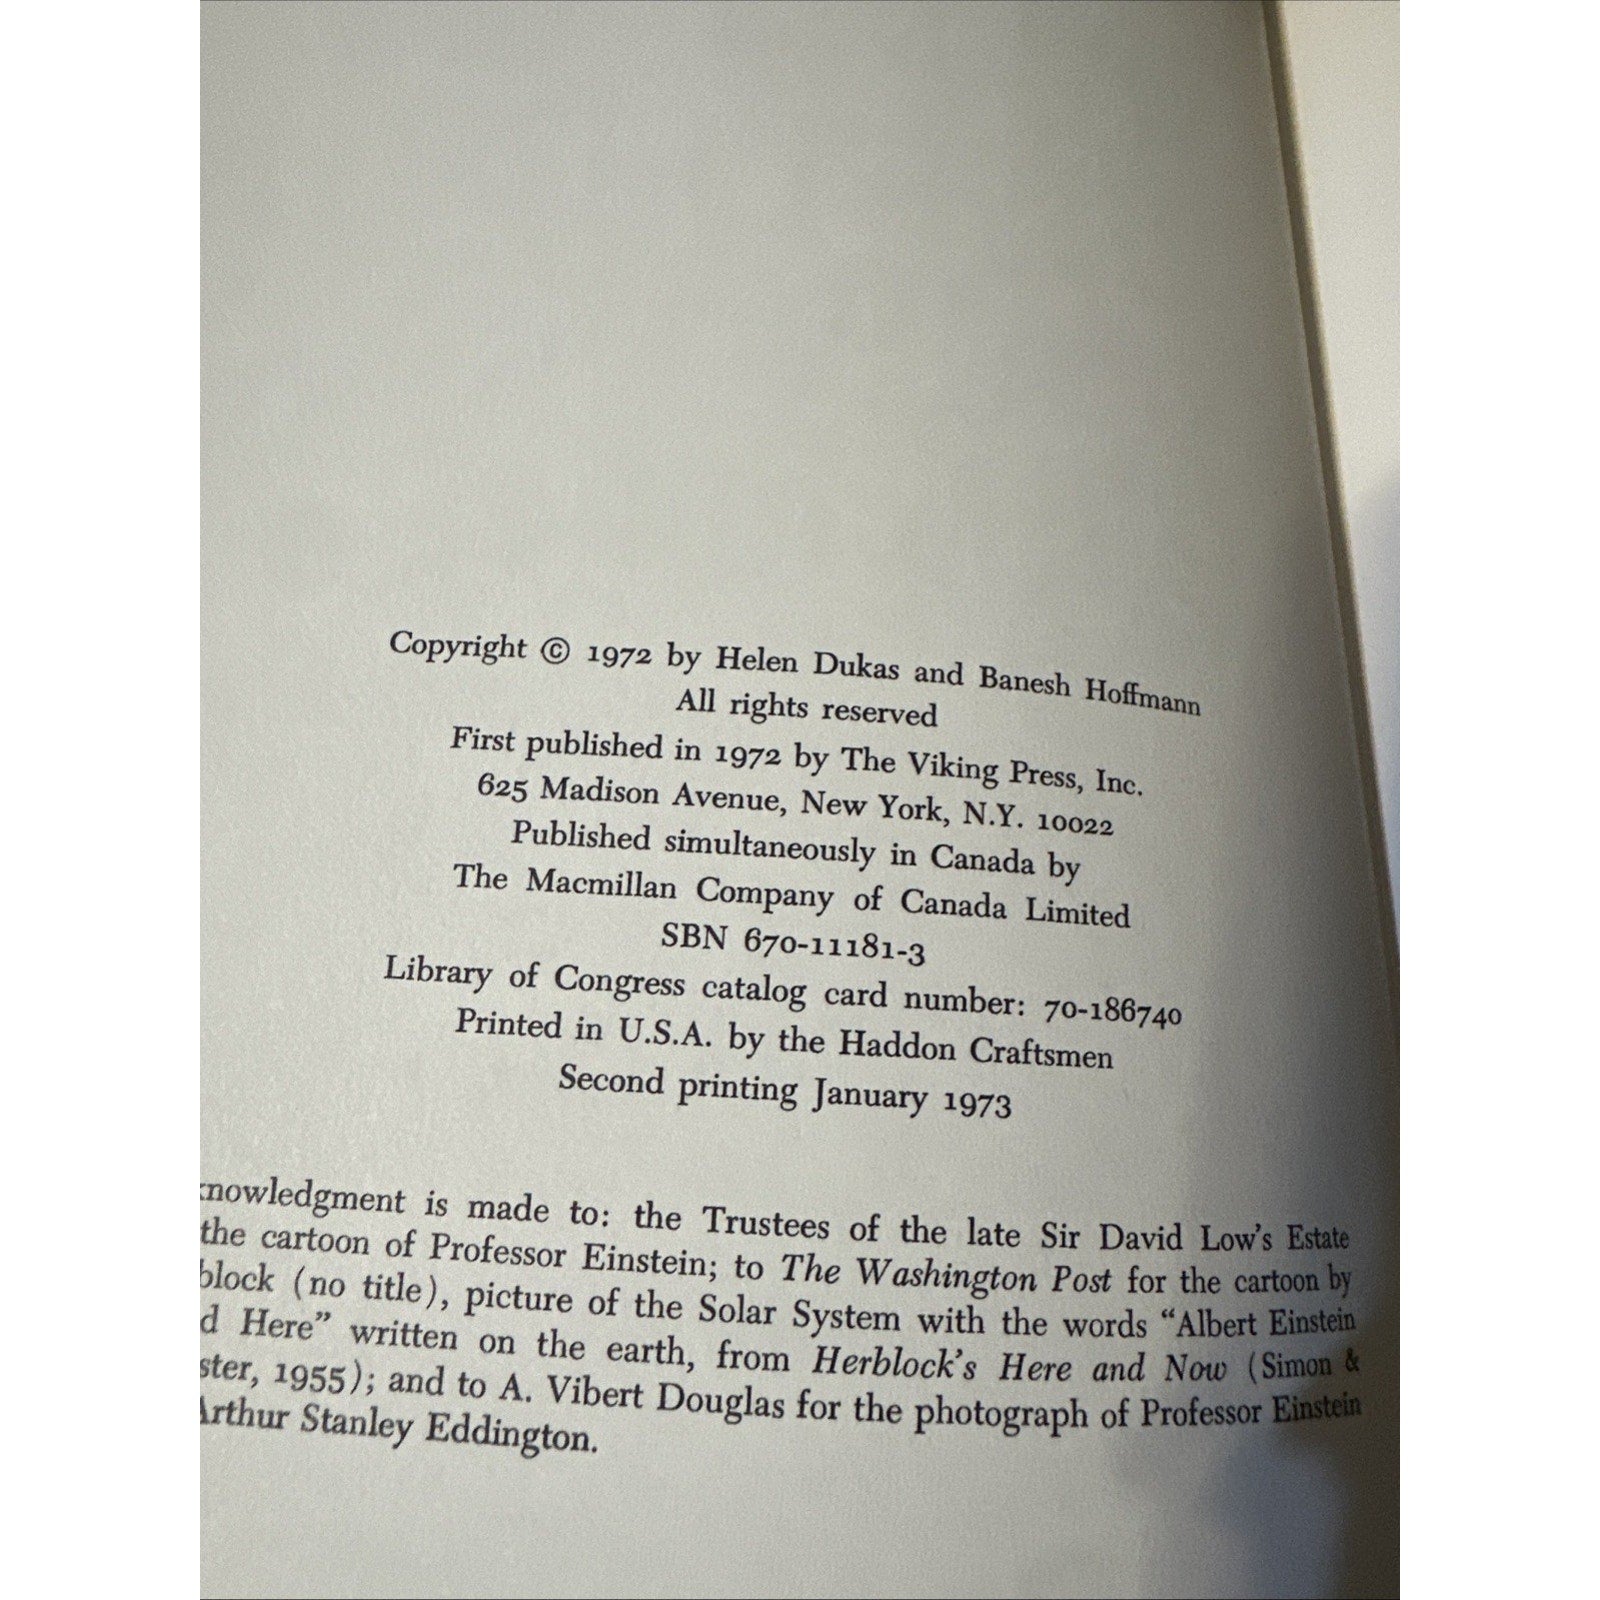 Copyright © 1972 by Helen Dukas and Banesh Hoffmann
All rights reserved
First published in 1972 by The Viking Press, Inc.
625 Madison Avenue, New York, N.Y. 10022
Published simultaneously in Canada by
The Macmillan Company of Canada Limited
SBN 670-11181-3
Library of Congress catalog card number: 70-186740
Printed in U.S.A. by the Haddon Craftsmen
Second printing January 1973
nowledgment is made to: the Trustees of the late Sir David Low's Estate
the cartoon of Professor Einstein; to The Washington Post for the cartoon by
block (no title), picture of the Solar System with the words “Albert Einstein
d Here” written on the earth, from Herblock's Here and Now (Simon &
ster, 1955); and to A. Vibert Douglas for the photograph of Professor Einstein
Arthur Stanley Eddington.